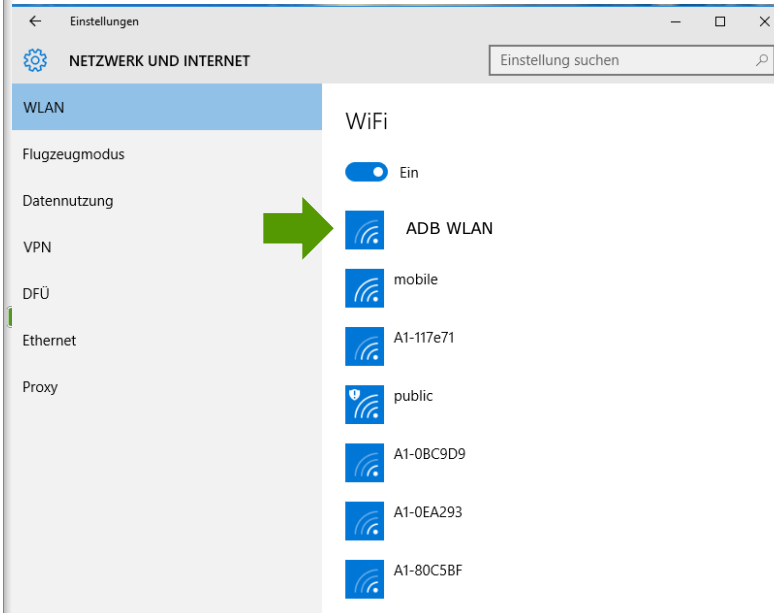 Einstellungen
NETZWERK UND INTERNET
Einstellung suchen
WLAN
Flugzeugmodus
Datennutzung
VPN
DFÜ
Ethernet
Proxy
WiFi
Ein
ADB WLAN
mobile
A1-117e71
public
A1-0BC9D9
A1-0EA293
A1-80C5BF